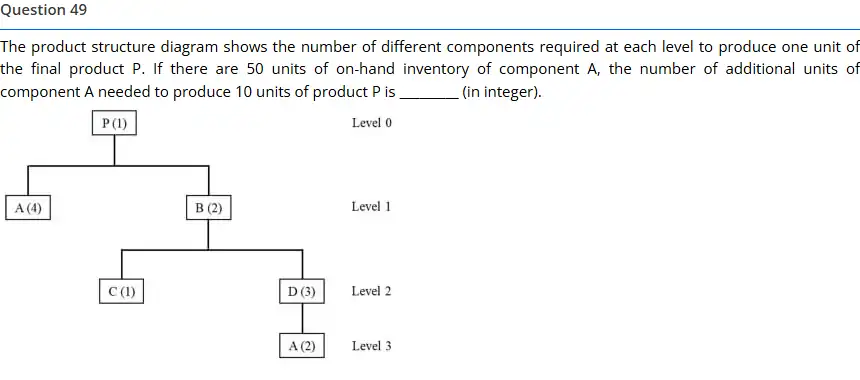 Question 49
The product structure diagram shows the number of different components required at each level to produce one unit of
the final product P. If there are 50 units of on-hand inventory of component A, the number of additional units of
component A needed to produce 10 units of product P is ________ (in integer).
P (1) Level 0
A (4) B (2) Level 1
C (1) D (3) Level 2
A (2) Level 3